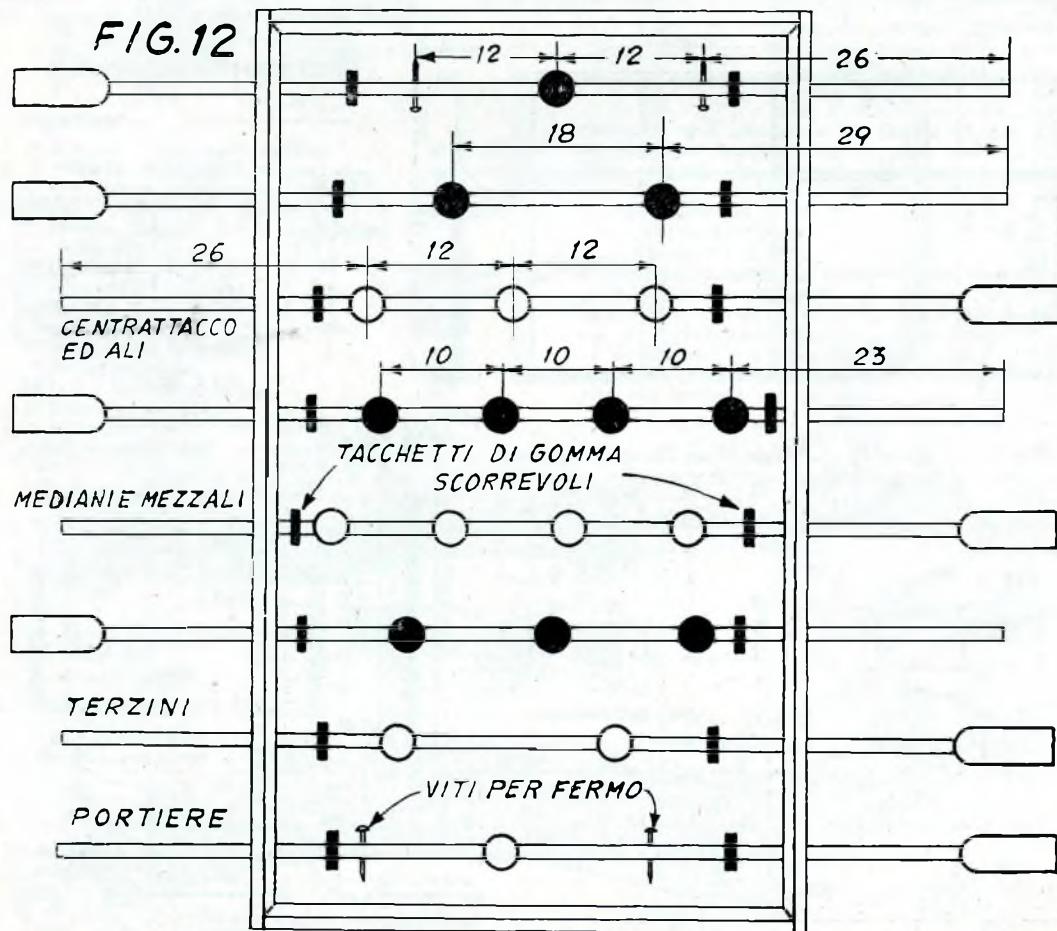 FIG.12
12 12 26
18 29
26 12 12
CENTRATTACCO
ED ALI
10 10 10 23
TACCHETTI DI GOMMA
SCORREVOLI
MEDIANI E MEZZALI
TERZINI
VITI PER FERMO
PORTIERE